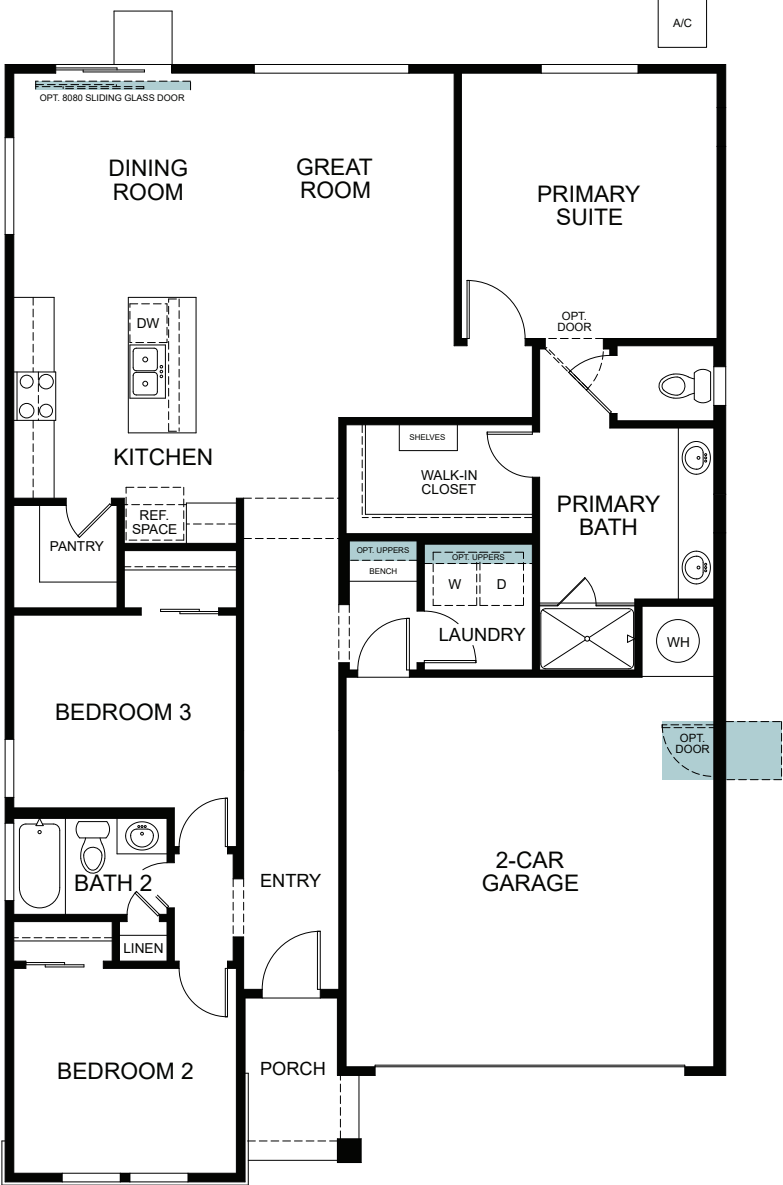 A/C
OPT. 8080 SLIDING GLASS DOOR
DINING
ROOM
GREAT
ROOM
PRIMARY
SUITE
OPT.
DOOR
DW
KITCHEN
SHELVES
WALK-IN
CLOSET
PRIMARY
BATH
REF.
SPACE
PANTRY
OPT. UPPERS
BENCH
OPT. UPPERS
W
D
LAUNDRY
WH
BEDROOM 3
OPT.
DOOR
2-CAR
GARAGE
BATH 2
ENTRY
LINEN
BEDROOM 2
PORCH